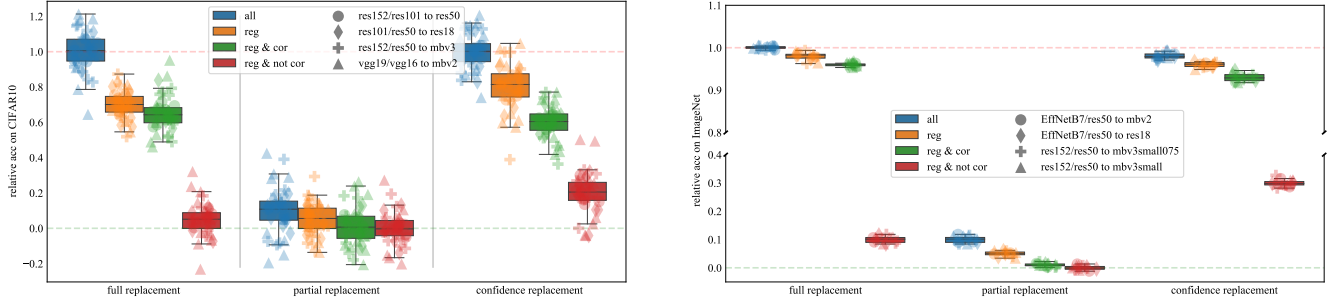 relative acc on CIFAR10
1.2
1.0
0.8
0.6
0.4
0.2
0.0
−0.2
all
reg
reg & cor
reg & not cor
res152/res101 to res50
res101/res50 to res18
res152/res50 to mbv3
vgg19/vgg16 to mbv2
full replacement
partial replacement
confidence replacement
relative acc on ImageNet
1.1
1.0
0.9
0.8
0.4
0.3
0.2
0.1
0.0
all
reg
reg & cor
reg & not cor
EffNetB7/res50 to mbv2
EffNetB7/res50 to res18
res152/res50 to mbv3small075
res152/res50 to mbv3small
full replacement
partial replacement
confidence replacement